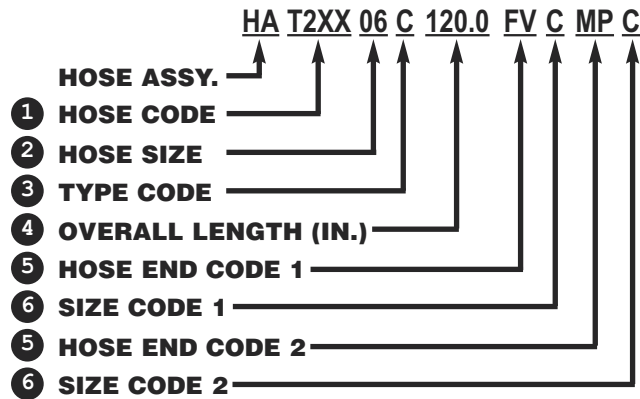 HA T2XX 06 C 120.0 FV C MP C
HOSE ASSY.
1 HOSE CODE
2 HOSE SIZE
3 TYPE CODE
4 OVERALL LENGTH (IN.)
5 HOSE END CODE 1
6 SIZE CODE 1
5 HOSE END CODE 2
6 SIZE CODE 2